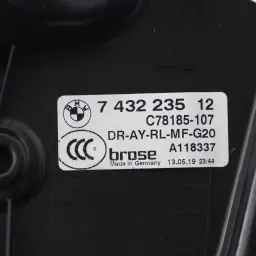 BMW
7 432 235 12
C78185-107
DR-AY-RL-MF-G20
CCC
brose
A118337
Made in Germany
13.05.19 23:44